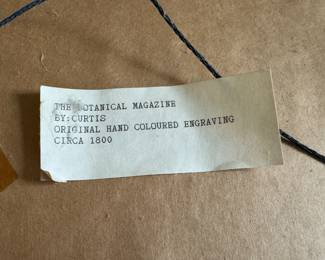 THE BOTANICAL MAGAZINE
BY:CURTIS
ORIGINAL HAND COLOURED ENGRAVING
CIRCA 1800